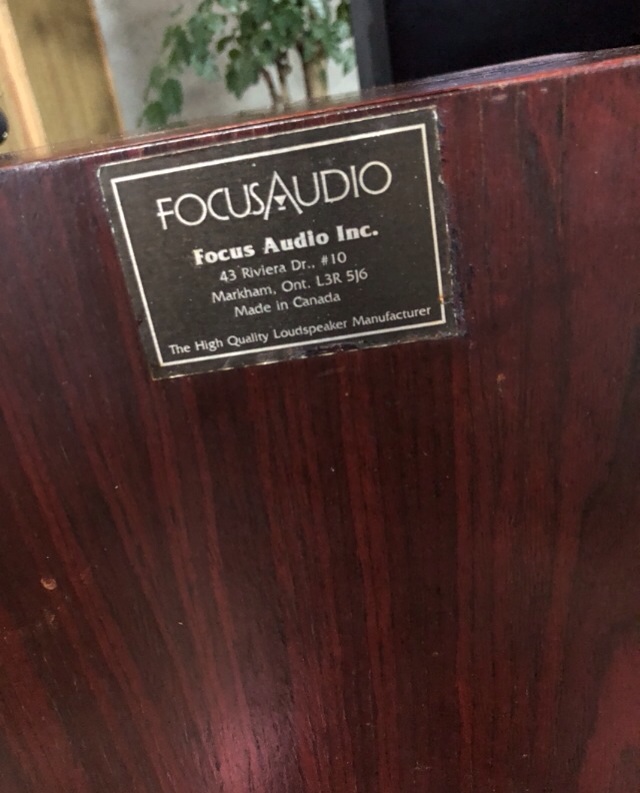 FOCUSAUDIO
Focus Audio Inc.
43 Riviera Dr., #10
Markham, Ont. L3R 5J6
Made in Canada
The High Quality Loudspeaker Manufacturer